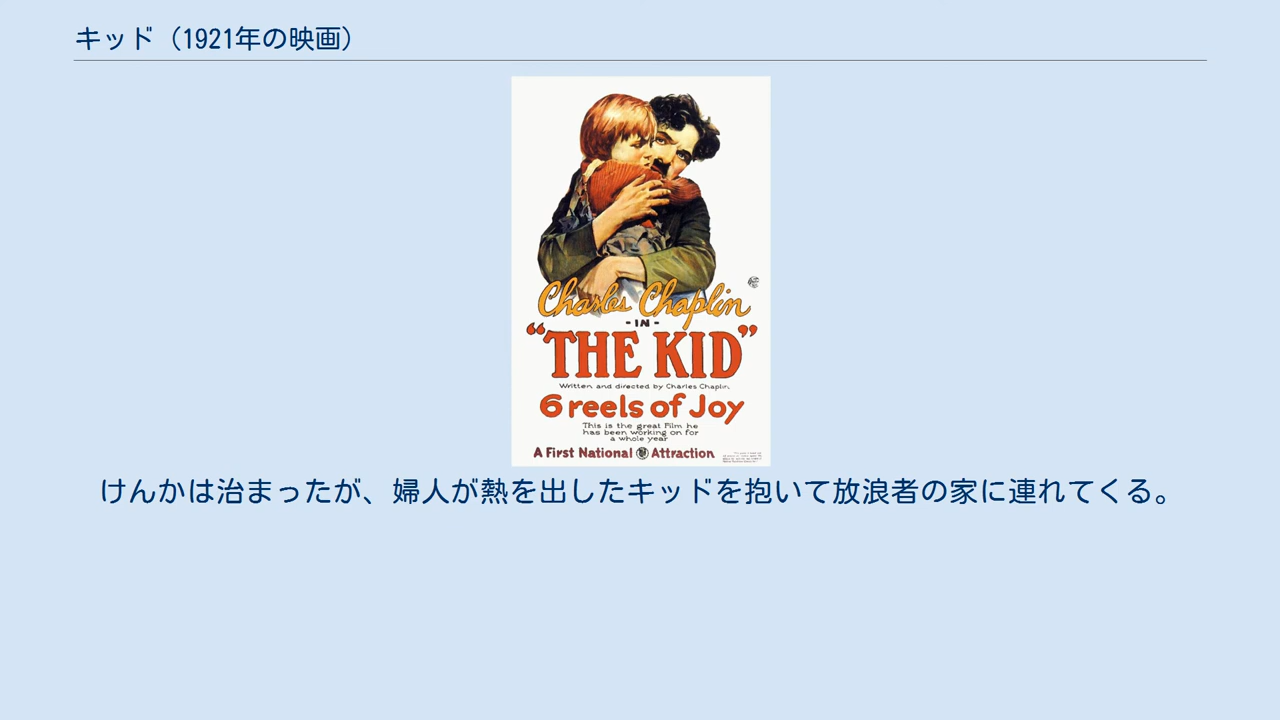 キッド（1921年の映画）
Charles Chaplin
- IN -
“THE KID”
Written and directed by Charles Chaplin.
6 reels of Joy
This is the great Film he
has been working on for
a whole year
A First National Attraction
けんかは治まったが、婦人が熱を出したキッドを抱いて放浪者の家に連れてくる。